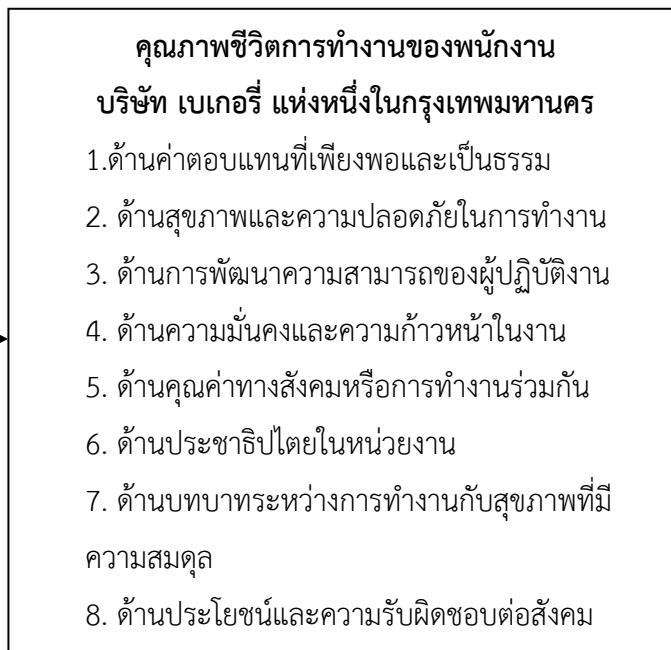 คุณภาพชีวิตการทำงานของพนักงาน
บริษัท เบเกอรี่ แห่งหนึ่งในกรุงเทพมหานคร
1.ด้านค่าตอบแทนที่เพียงพอและเป็นธรรม
2. ด้านสุขภาพและความปลอดภัยในการทำงาน
3. ด้านการพัฒนาความสามารถของผู้ปฏิบัติงาน
4. ด้านความมั่นคงและความก้าวหน้าในงาน
5. ด้านคุณค่าทางสังคมหรือการทำงานร่วมกัน
6. ด้านประชาธิปไตยในหน่วยงาน
7. ด้านบทบาทระหว่างการทำงานกับสุขภาพที่มี
ความสมดุล
8. ด้านประโยชน์และความรับผิดชอบต่อสังคม